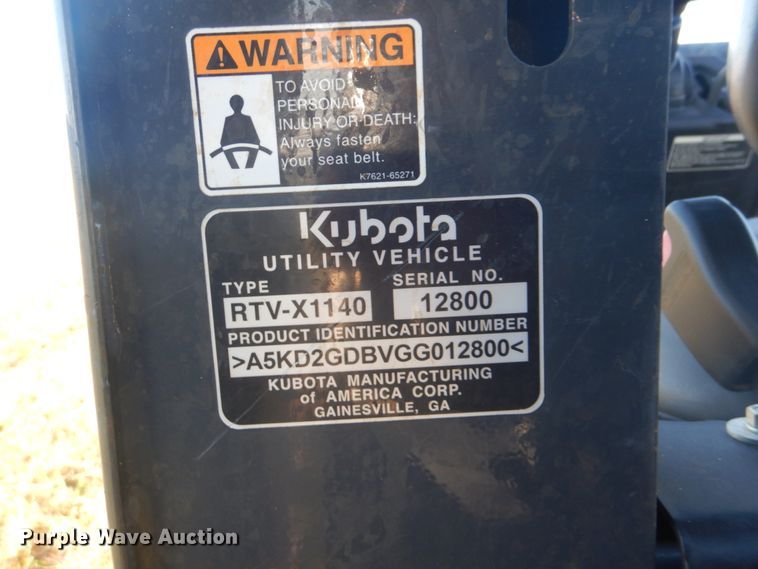 WARNING
TO AVOID
PERSONAL
INJURY OR DEATH:
Always fasten
your seat belt.
K7621-65271
Kubota
UTILITY VEHICLE
TYPE SERIAL NO.
RTV-X1140 12800
PRODUCT IDENTIFICATION NUMBER
>A5KD2GDBVGG012800<
KUBOTA MANUFACTURING
of AMERICA CORP.
GAINESVILLE, GA
Purple Wave Auction